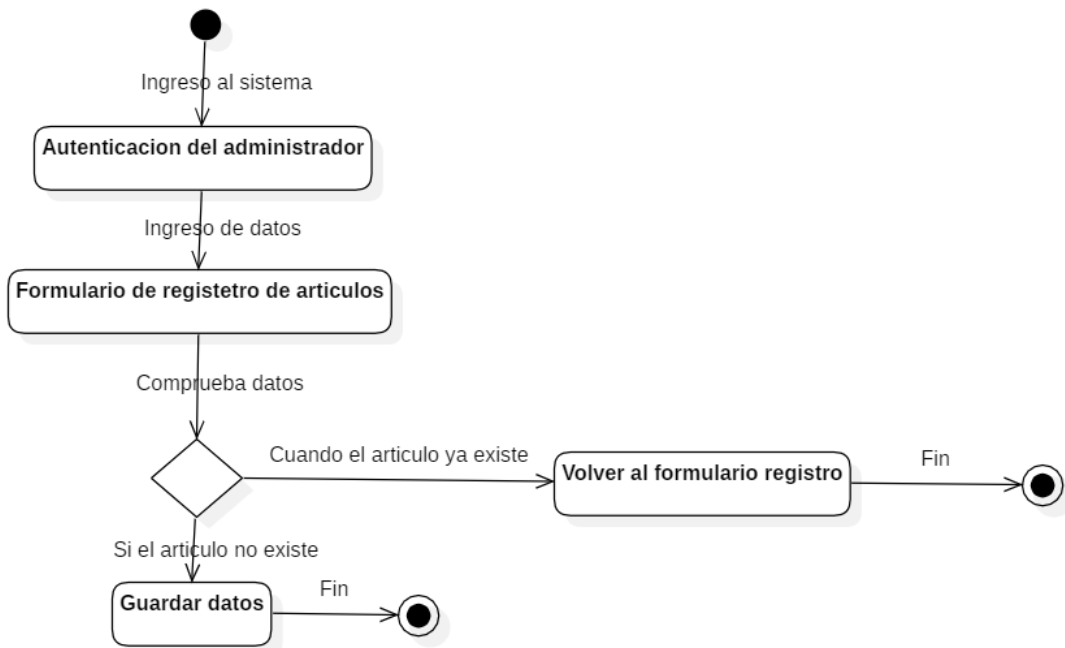 Ingreso al sistema
Autenticacion del administrador
Ingreso de datos
Formulario de registetro de articulos
Comprueba datos
Cuando el articulo ya existe
Volver al formulario registro
Fin
Si el articulo no existe
Guardar datos
Fin